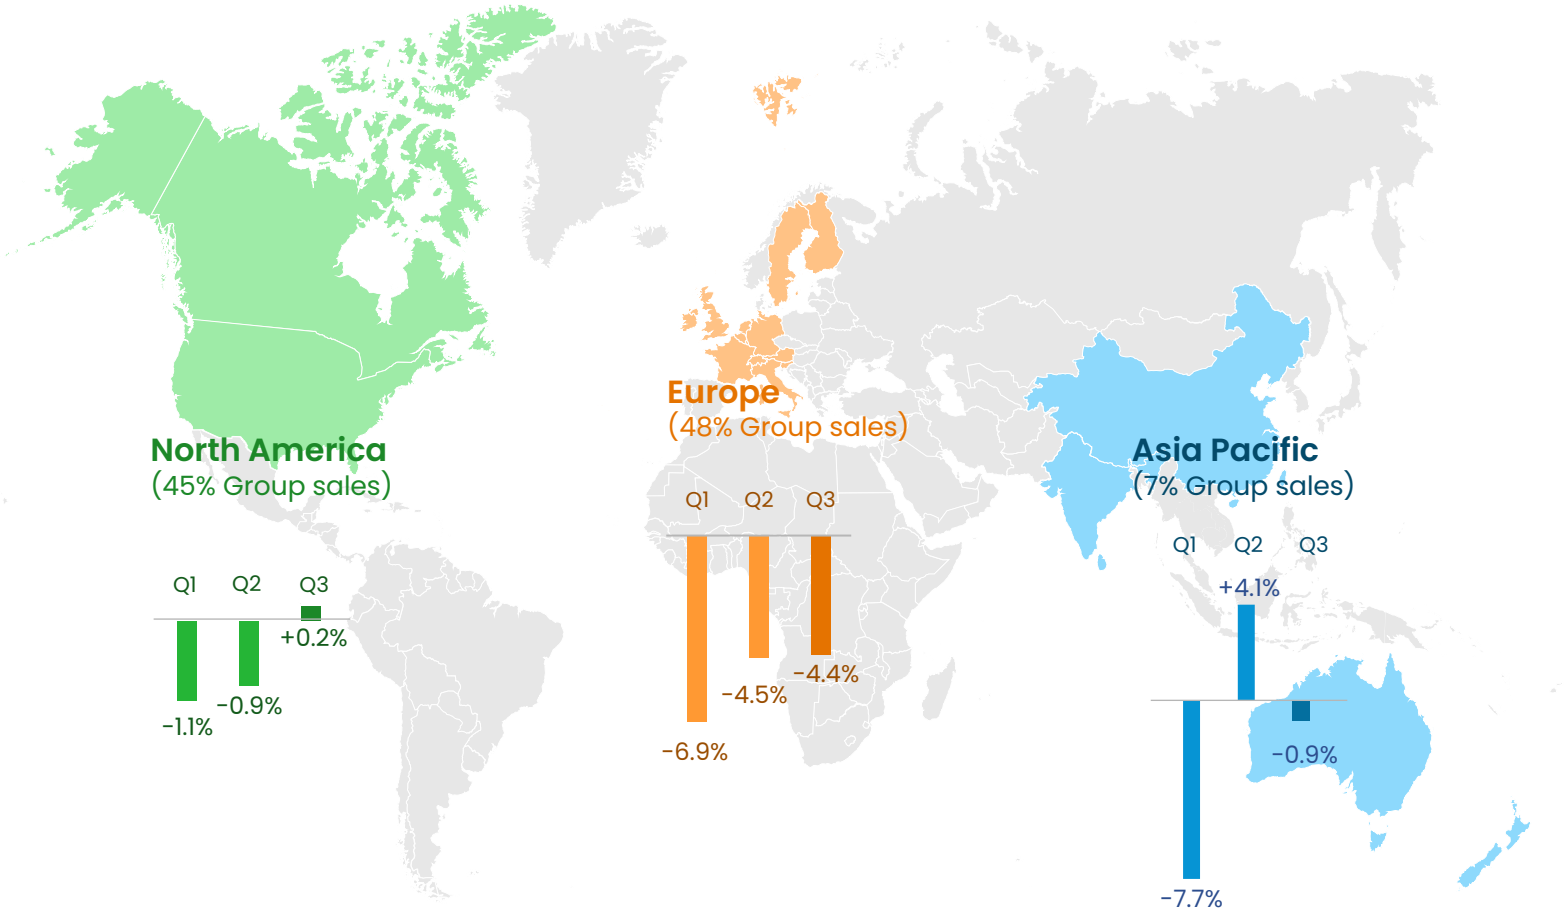 North America
(45% Group sales)
Q1 Q2 Q3
+0.2%
-0.9%
-1.1%
Europe
(48% Group sales)
Q1 Q2 Q3
-4.4%
-4.5%
-6.9%
Asia Pacific
(7% Group sales)
Q1 Q2 Q3
+4.1%
-0.9%
-7.7%